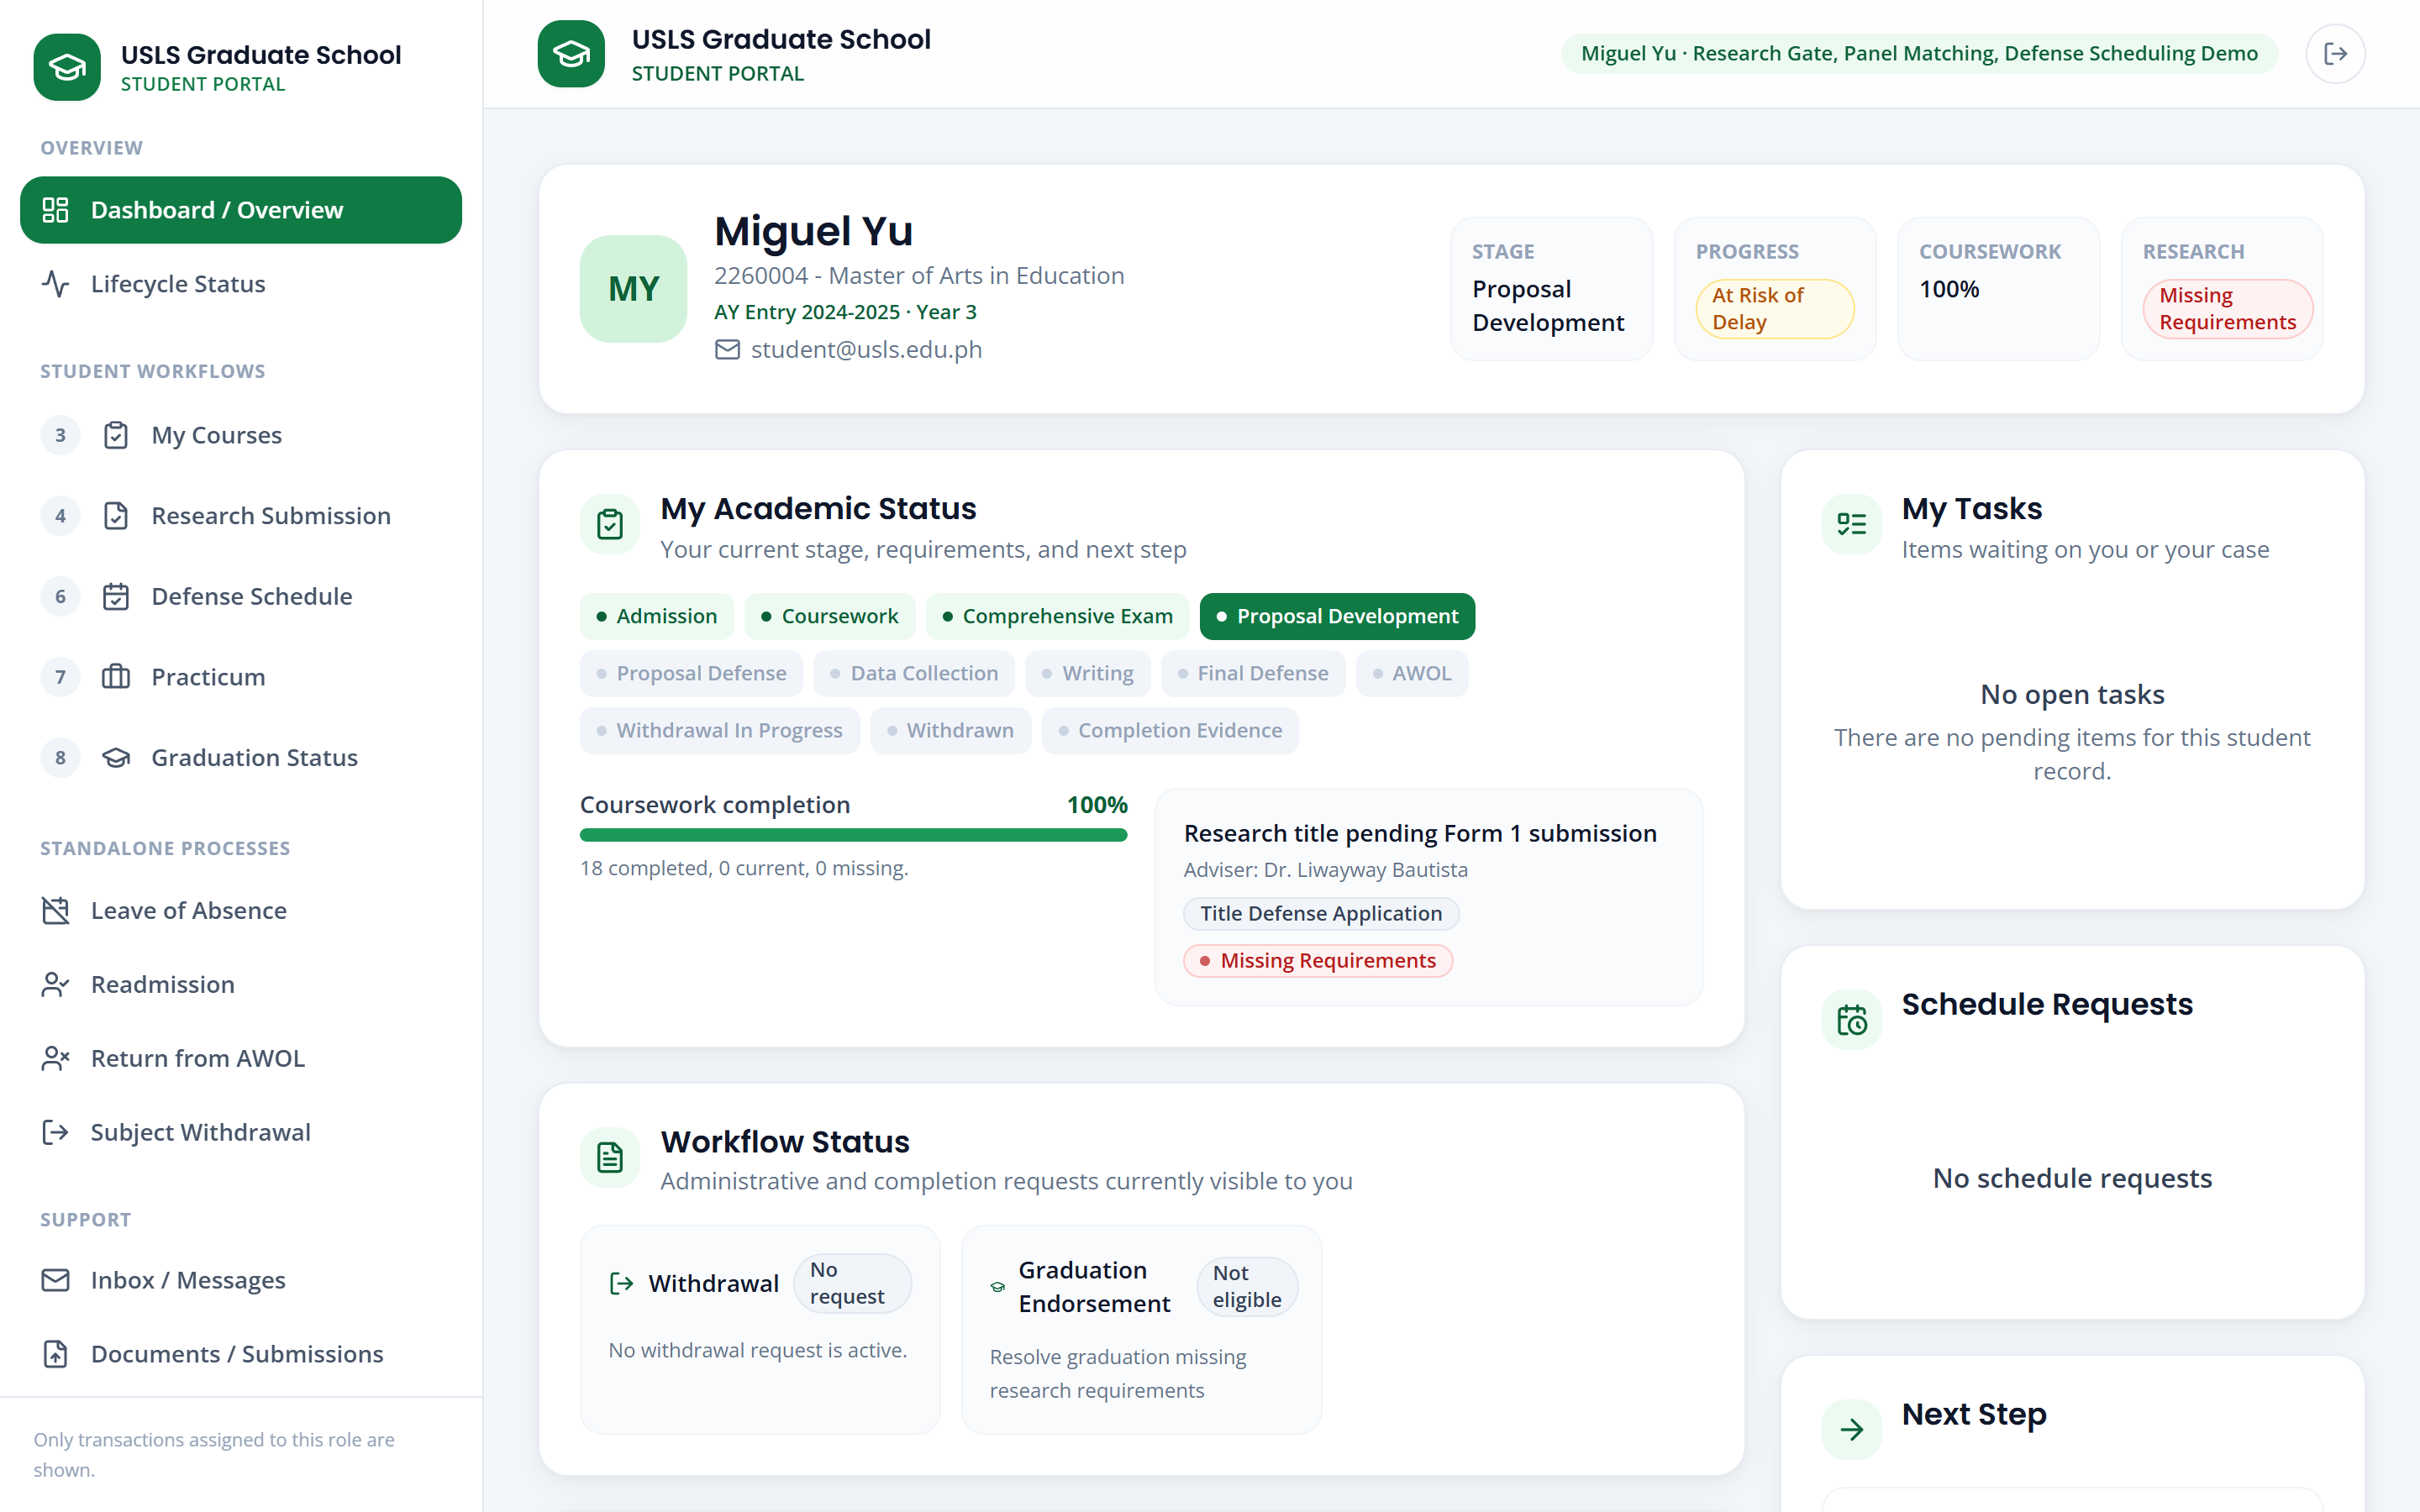 USLS Graduate School
STUDENT PORTAL
OVERVIEW
Dashboard / Overview
Lifecycle Status
STUDENT WORKFLOWS
3 My Courses
4 Research Submission
6 Defense Schedule
7 Practicum
8 Graduation Status
STANDALONE PROCESSES
Leave of Absence
Readmission
Return from AWOL
Subject Withdrawal
SUPPORT
Inbox / Messages
Documents / Submissions
Only transactions assigned to this role are
shown.
USLS Graduate School
STUDENT PORTAL
Miguel Yu · Research Gate, Panel Matching, Defense Scheduling Demo
MY
Miguel Yu
2260004 - Master of Arts in Education
AY Entry 2024-2025 · Year 3
student@usls.edu.ph
STAGE
Proposal
Development
PROGRESS
At Risk of
Delay
COURSEWORK
100%
RESEARCH
Missing
Requirements
My Academic Status
Your current stage, requirements, and next step
Admission Coursework Comprehensive Exam Proposal Development
Proposal Defense Data Collection Writing Final Defense AWOL
Withdrawal In Progress Withdrawn Completion Evidence
Coursework completion 100%
18 completed, 0 current, 0 missing.
Research title pending Form 1 submission
Adviser: Dr. Liwayway Bautista
Title Defense Application
Missing Requirements
Workflow Status
Administrative and completion requests currently visible to you
Withdrawal
No
request
No withdrawal request is active.
Graduation
Endorsement
Not
eligible
Resolve graduation missing
research requirements
My Tasks
Items waiting on you or your case
No open tasks
There are no pending items for this student
record.
Schedule Requests
No schedule requests
Next Step